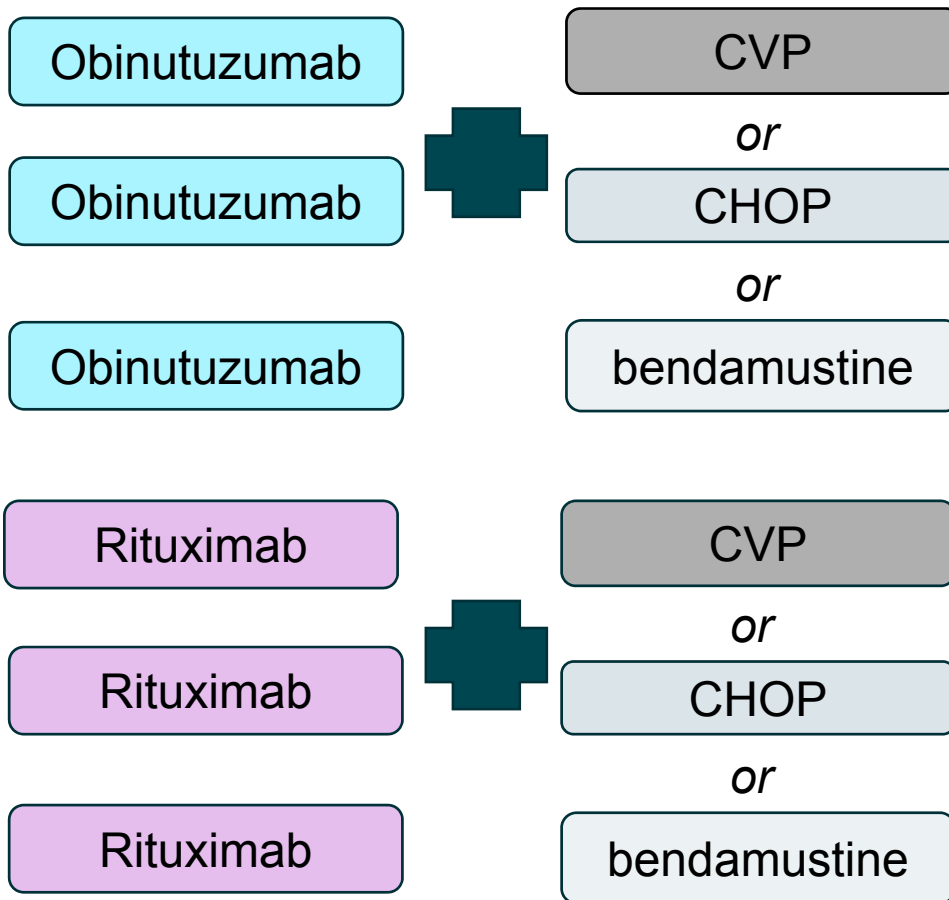 Obinutuzumab
CVP
or
Obinutuzumab
CHOP
or
Obinutuzumab
bendamustine
Rituximab
CVP
or
Rituximab
CHOP
or
Rituximab
bendamustine